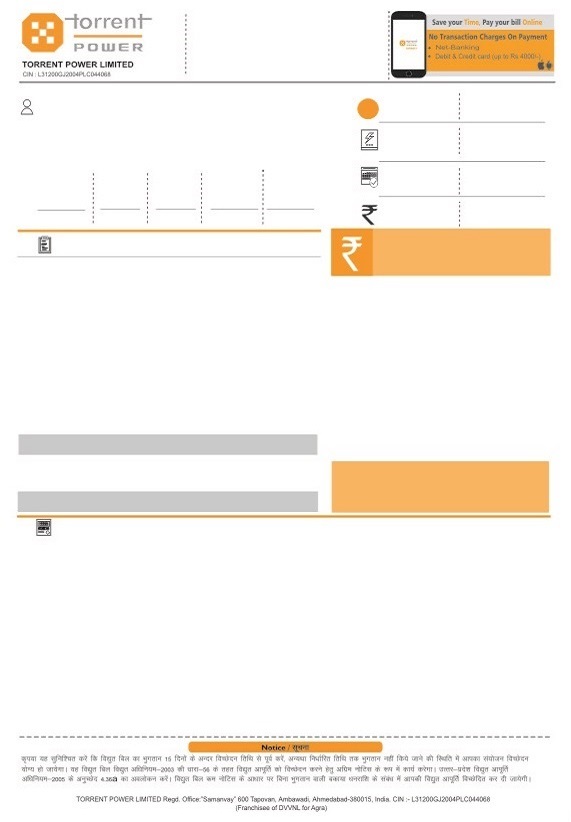 torrent
POWER
TORRENT POWER LIMITED
CIN : L31200GJ2004PLC044068
Save your Time, Pay your bill Online
No Transaction Charges On Payment
• Net-Banking
• Debit & Credit card (up to Rs 4000/-)
torrent
POWER
₹
₹
Notice / सूचना
कृपया यह सुनिश्चित करें कि विद्युत बिल का भुगतान 15 दिनों के अन्दर विच्छेदन तिथि से पूर्व करें, अन्यथा निर्धारित तिथि तक भुगतान नहीं किये जाने की स्थिति में आपका संयोजन विच्छेदन
योग्य हो जायेगा। यह विद्युत बिल विद्युत अधिनियम–2003 की धारा–56 के तहत विद्युत आपूर्ति को विच्छेदन करने हेतु अग्रिम नोटिस के रूप में कार्य करेगा। उत्तर–प्रदेश विद्युत आपूर्ति
अधिनियम–2005 के अनुच्छेद 4.36a का अवलोकन करें। विद्युत बिल कम नोटिस के आधार पर बिना भुगतान वाली बकाया धनराशि के संबंध में आपकी विद्युत आपूर्ति विच्छेदित कर दी जायेगी।
TORRENT POWER LIMITED Regd. Office:"Samanvay" 600 Tapovan, Ambawadi, Ahmedabad-380015, India. CIN :- L31200GJ2004PLC044068
(Franchisee of DVVNL for Agra)